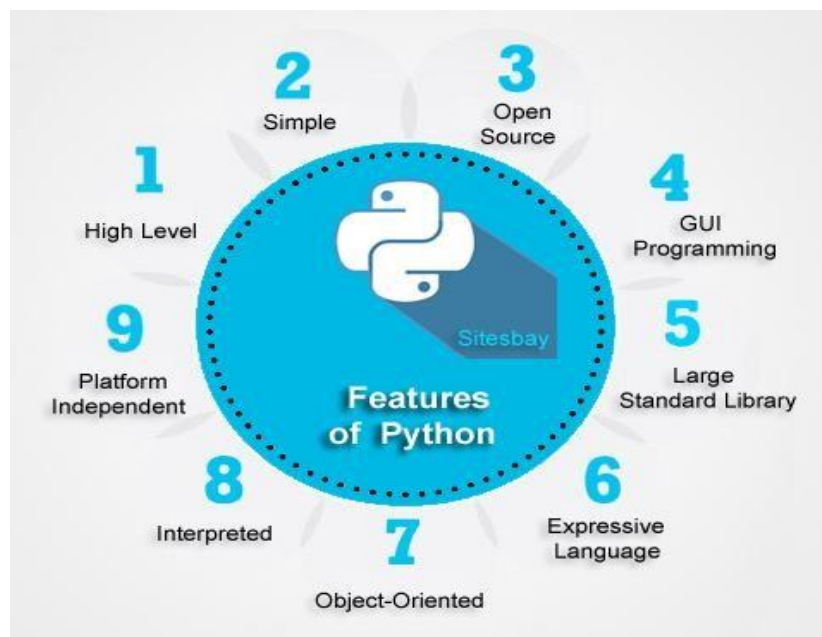 1
High Level
2
Simple
3
Open
Source
4
GUI
Programming
5
Large
Standard Library
6
Expressive
Language
7
Object-Oriented
8
Interpreted
9
Platform
Independent
Sitesbay
Features
of Python